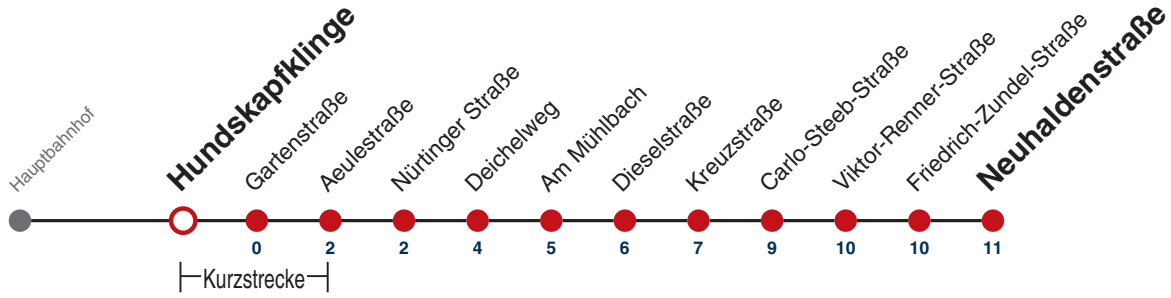 Hauptbahnhof
Hundskapfklinge
Gartenstraße
Aeulestraße
Nürtinger Straße
Deichelweg
Am Mühlbach
Dieselstraße
Kreuzstraße
Carlo-Steeb-Straße
Viktor-Renner-Straße
Friedrich-Zundel-Straße
Neuhaldenstraße
0 2 2 4 5 6 7 9 10 10 11
Kurzstrecke